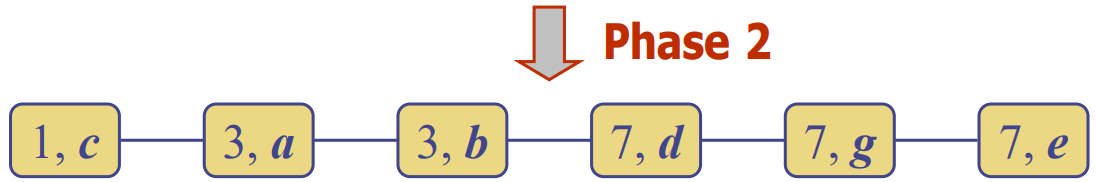 Phase 2
1, c 3, a 3, b 7, d 7, g 7, e